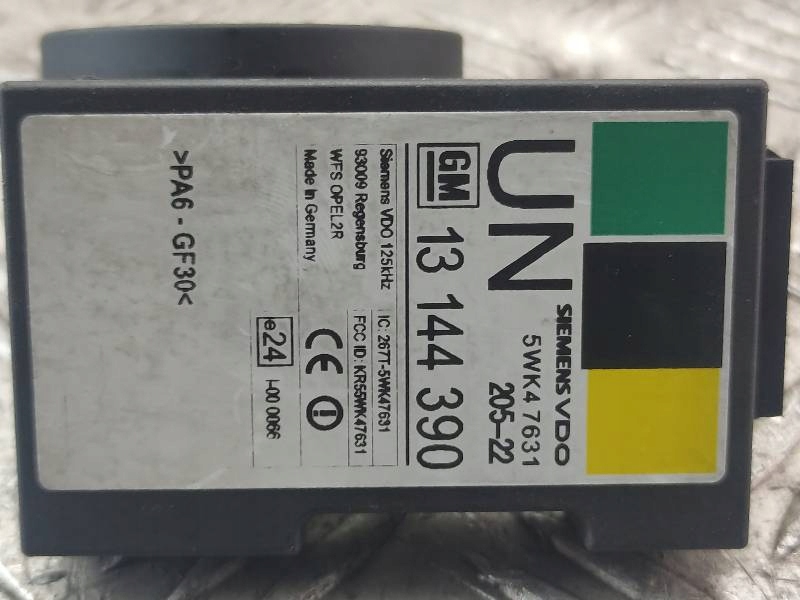 UN
SIEMENS VDO
5WK4 7631
205-22
GM 13 144 390
Siemens VDO 125kHz
93009 Regensburg
WFS OPEL2R
Made in Germany
IC: 267T-5WK47631
FCC ID: KR55WK47631
CE
e24 I-00 0066
>PA6 - GF30<